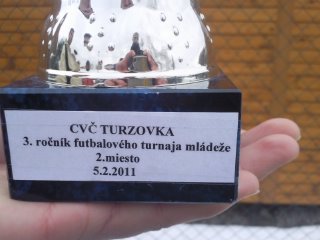 CVČ TURZOVKA
3. ročník futbalového turnaja mládeže
2.miesto
5.2.2011